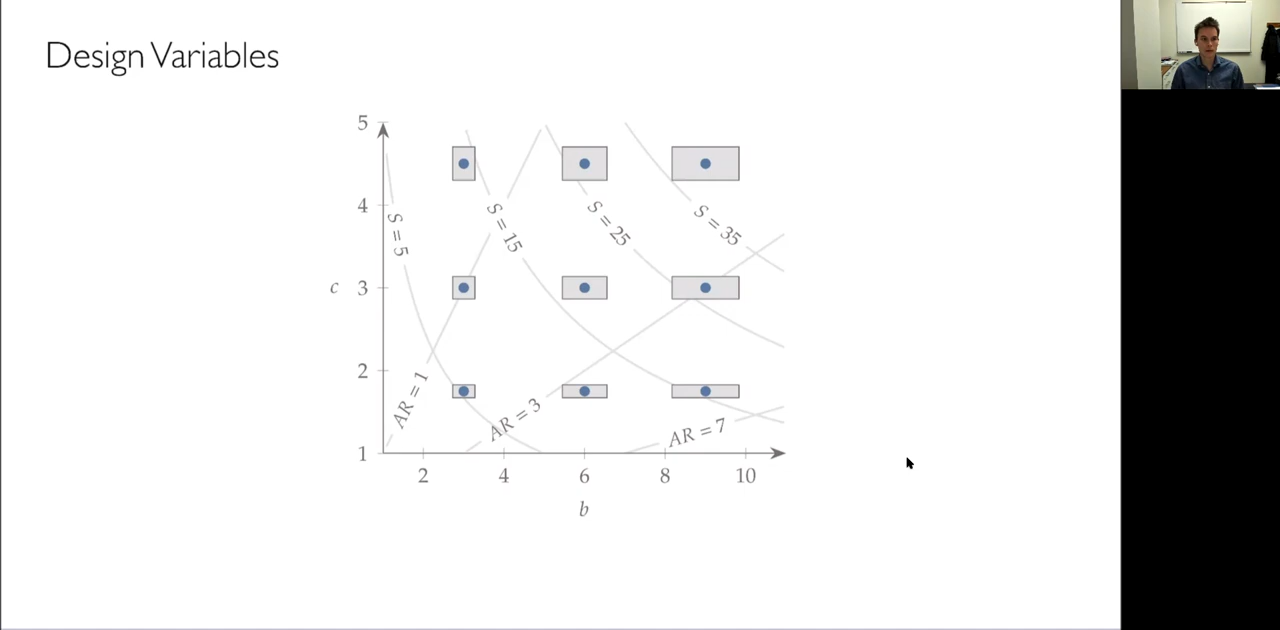 Design Variables
5
4
c 3
2
1
S = 5
S = 15
S = 25
S = 35
AR = 1
AR = 3
AR = 7
2 4 6 8 10
b